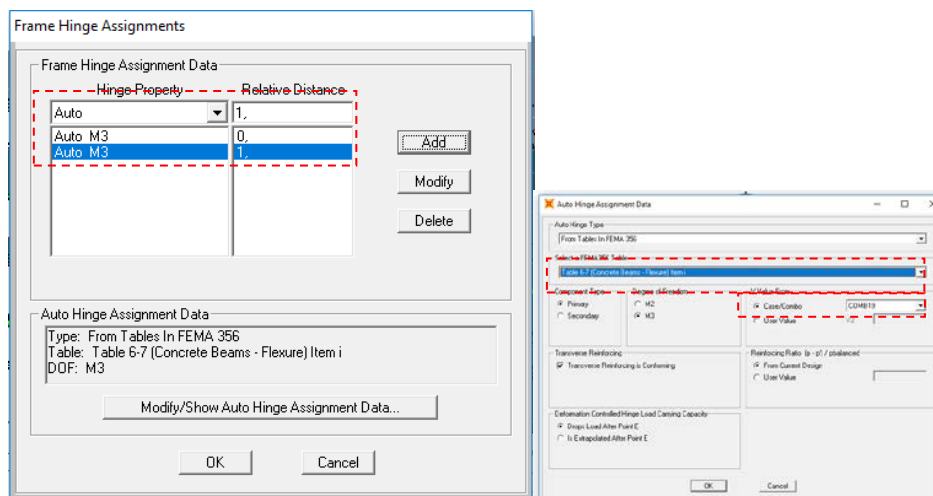 Frame Hinge Assignments
Frame Hinge Assignment Data
Hinge Property Relative Distance
Auto 1,
Auto M3 0,
Auto M3 1,
Add
Modify
Delete
Auto Hinge Assignment Data
Type: From Tables In FEMA 356
Table: Table 6-7 (Concrete Beams - Flexure) Item i
DOF: M3
Modify/Show Auto Hinge Assignment Data...
OK Cancel
Auto Hinge Assignment Data
Auto Hinge Type
From Tables In FEMA 356
Select a FEMA 356 Table
Table 6-7 (Concrete Beams - Flexure) Item i
Component Type Degree of Freedom V Value From
Primary M2 Case/Combo COMB19
Secondary M3 User Value V2
Transverse Reinforcing Reinforcing Ratio (p - p') / pbalanced
Transverse Reinforcing is Conforming From Current Design
User Value
Deformation Controlled Hinge Load Carrying Capacity
Drops Load After Point E
Is Extrapolated After Point E
OK Cancel